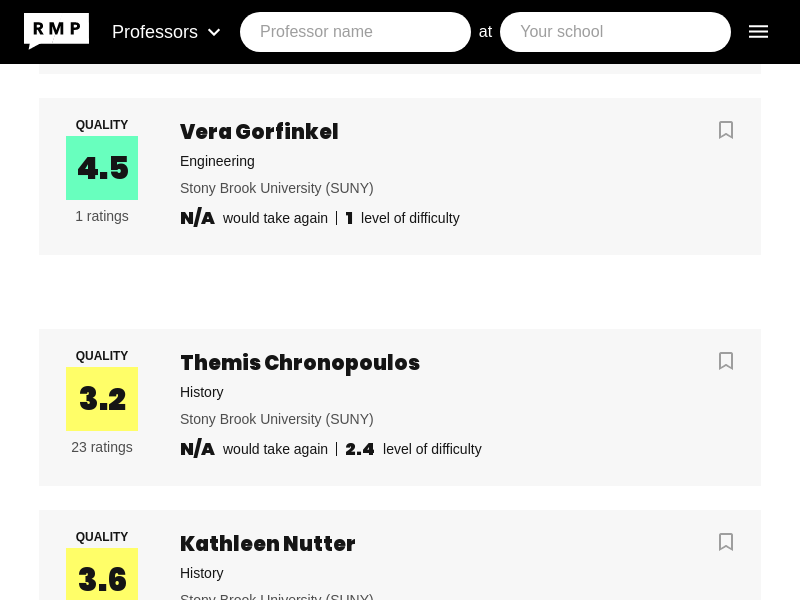 RMP
Professors
Professor name
at
Your school
QUALITY
4.5
1 ratings
Vera Gorfinkel
Engineering
Stony Brook University (SUNY)
N/A would take again | 1 level of difficulty
QUALITY
3.2
23 ratings
Themis Chronopoulos
History
Stony Brook University (SUNY)
N/A would take again | 2.4 level of difficulty
QUALITY
3.6
Kathleen Nutter
History
Stony Brook University (SUNY)